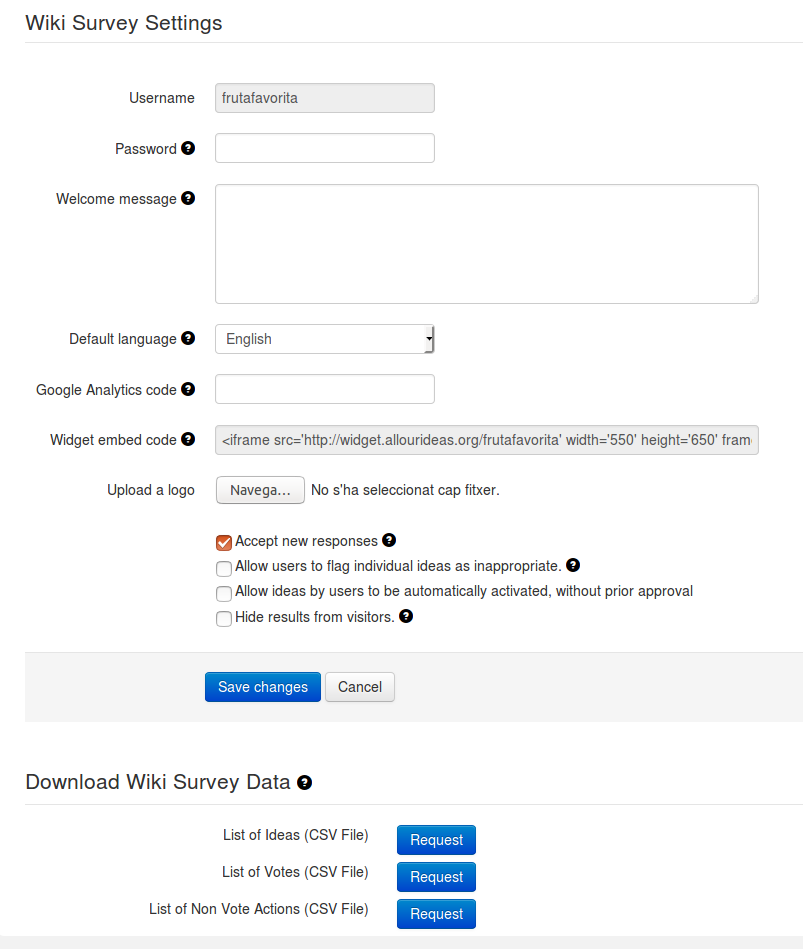 Wiki Survey Settings
Username
frutafavorita
Password ?
Welcome message ?
Default language ?
English
Google Analytics code ?
Widget embed code ?
<iframe src='http://widget.allourideas.org/frutafavorita' width='550' height='650' fram
Upload a logo
Navega...
No s'ha seleccionat cap fitxer.
Accept new responses ?
Allow users to flag individual ideas as inappropriate. ?
Allow ideas by users to be automatically activated, without prior approval
Hide results from visitors. ?
Save changes
Cancel
Download Wiki Survey Data ?
List of Ideas (CSV File)
Request
List of Votes (CSV File)
Request
List of Non Vote Actions (CSV File)
Request